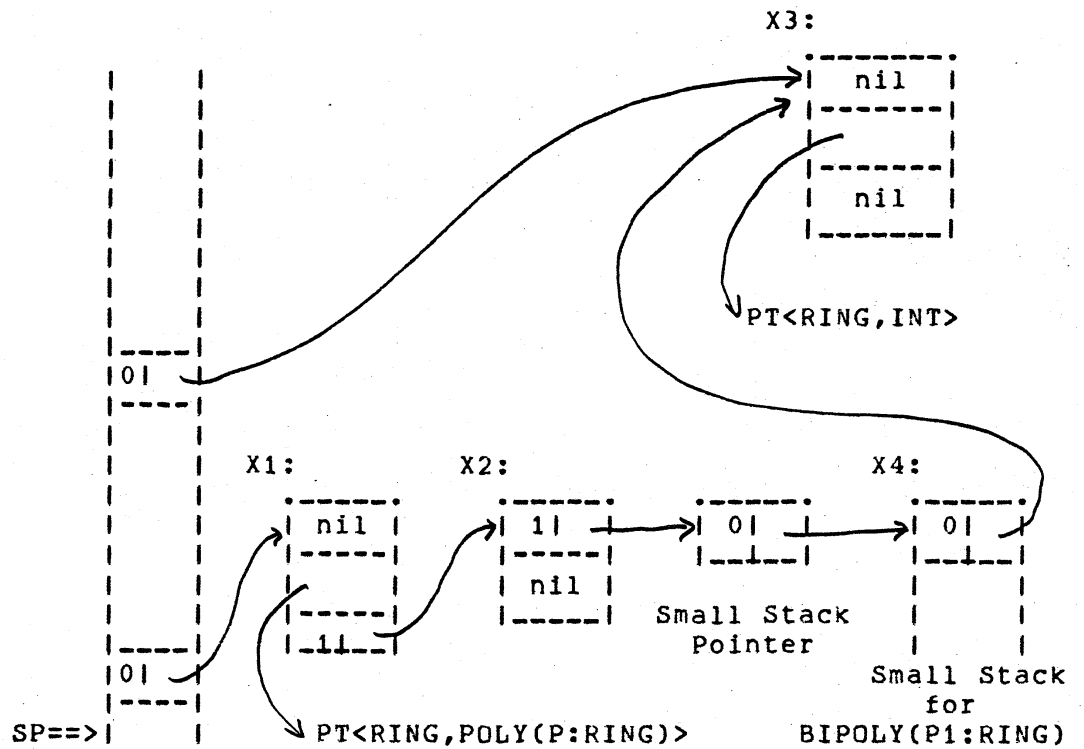 X3:
nil
nil
PT<RING,INT>
0|
X1:
X2:
X4:
nil
1|
0|
0|
nil
1|
Small Stack
Pointer
0|
Small Stack
for
SP==>
PT<RING,POLY(P:RING)>
BIPOLY(P1:RING)